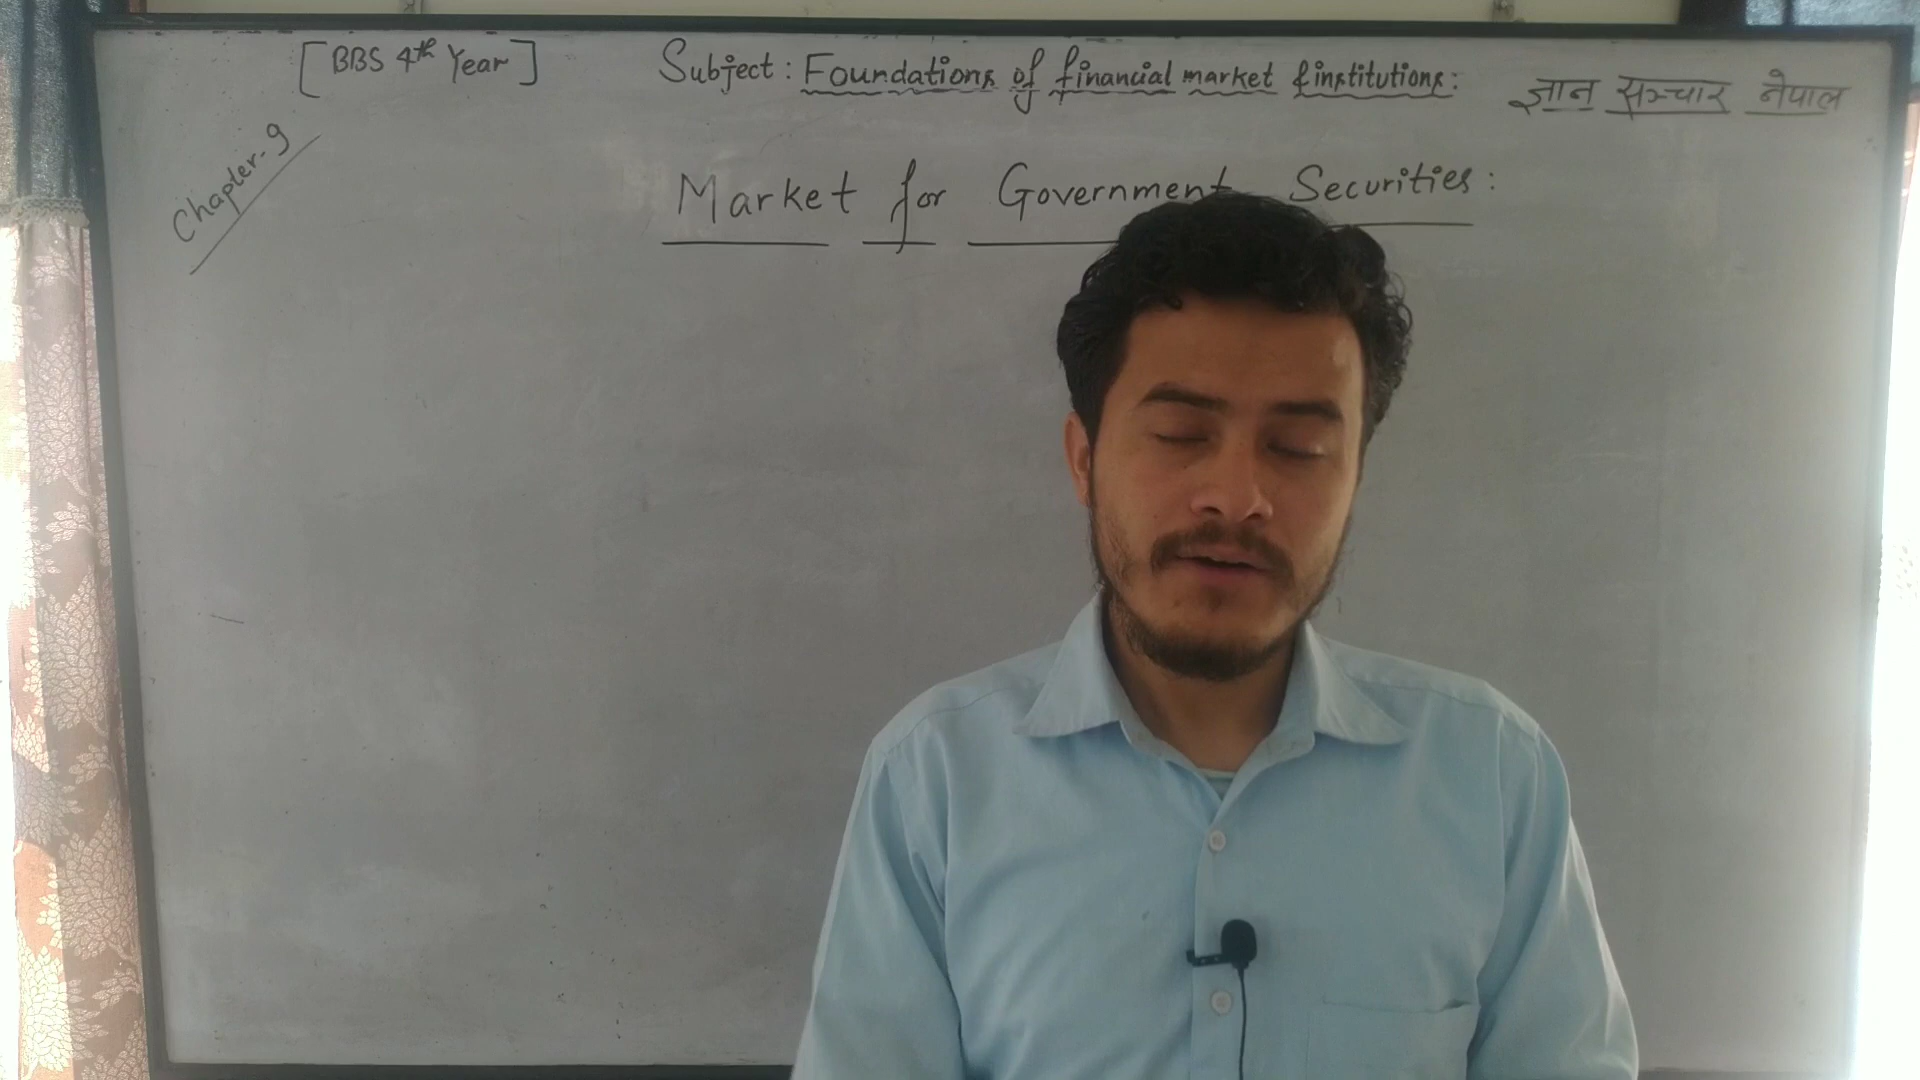 [BBS 4th Year]
Subject: Foundations of financial market & institutions:
ज्ञान सञ्चार नेपाल
Chapter-9
Market for Government Securities: